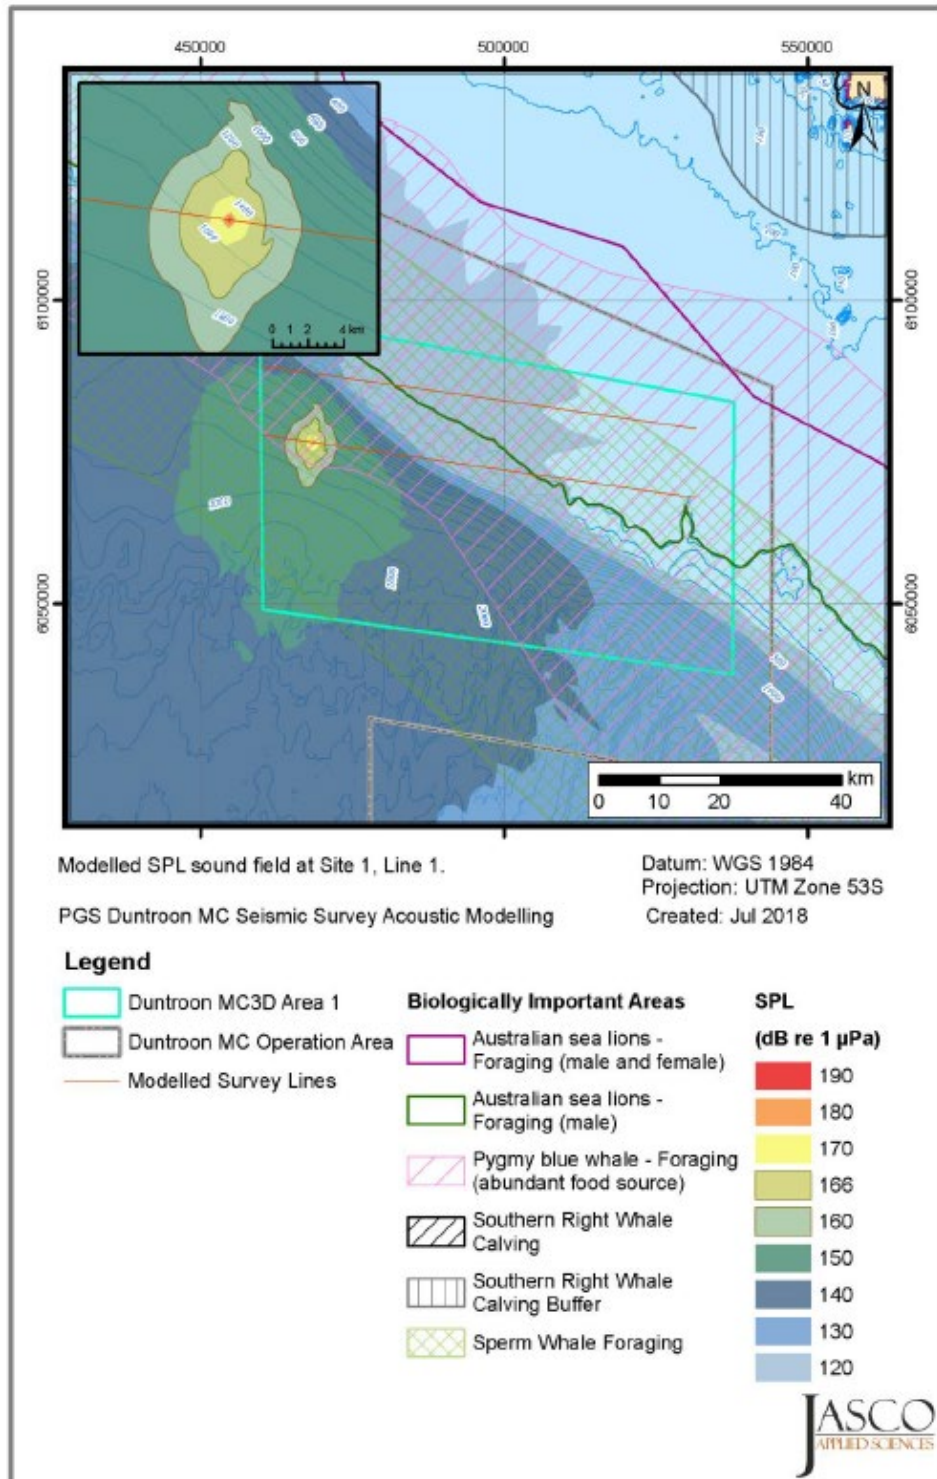 450000
500000
550000
N
6100000
6100000
6050000
6050000
0 1 2 4 km
km
0 10 20 40
Modelled SPL sound field at Site 1, Line 1.
Datum: WGS 1984
Projection: UTM Zone 53S
PGS Duntroon MC Seismic Survey Acoustic Modelling
Created: Jul 2018
Legend
Duntroon MC3D Area 1
Duntroon MC Operation Area
Modelled Survey Lines
Biologically Important Areas
Australian sea lions -
Foraging (male and female)
Australian sea lions -
Foraging (male)
Pygmy blue whale - Foraging
(abundant food source)
Southern Right Whale
Calving
Southern Right Whale
Calving Buffer
Sperm Whale Foraging
SPL
(dB re 1 µPa)
190
180
170
166
160
150
140
130
120
JASCO
APPLIED SCIENCES